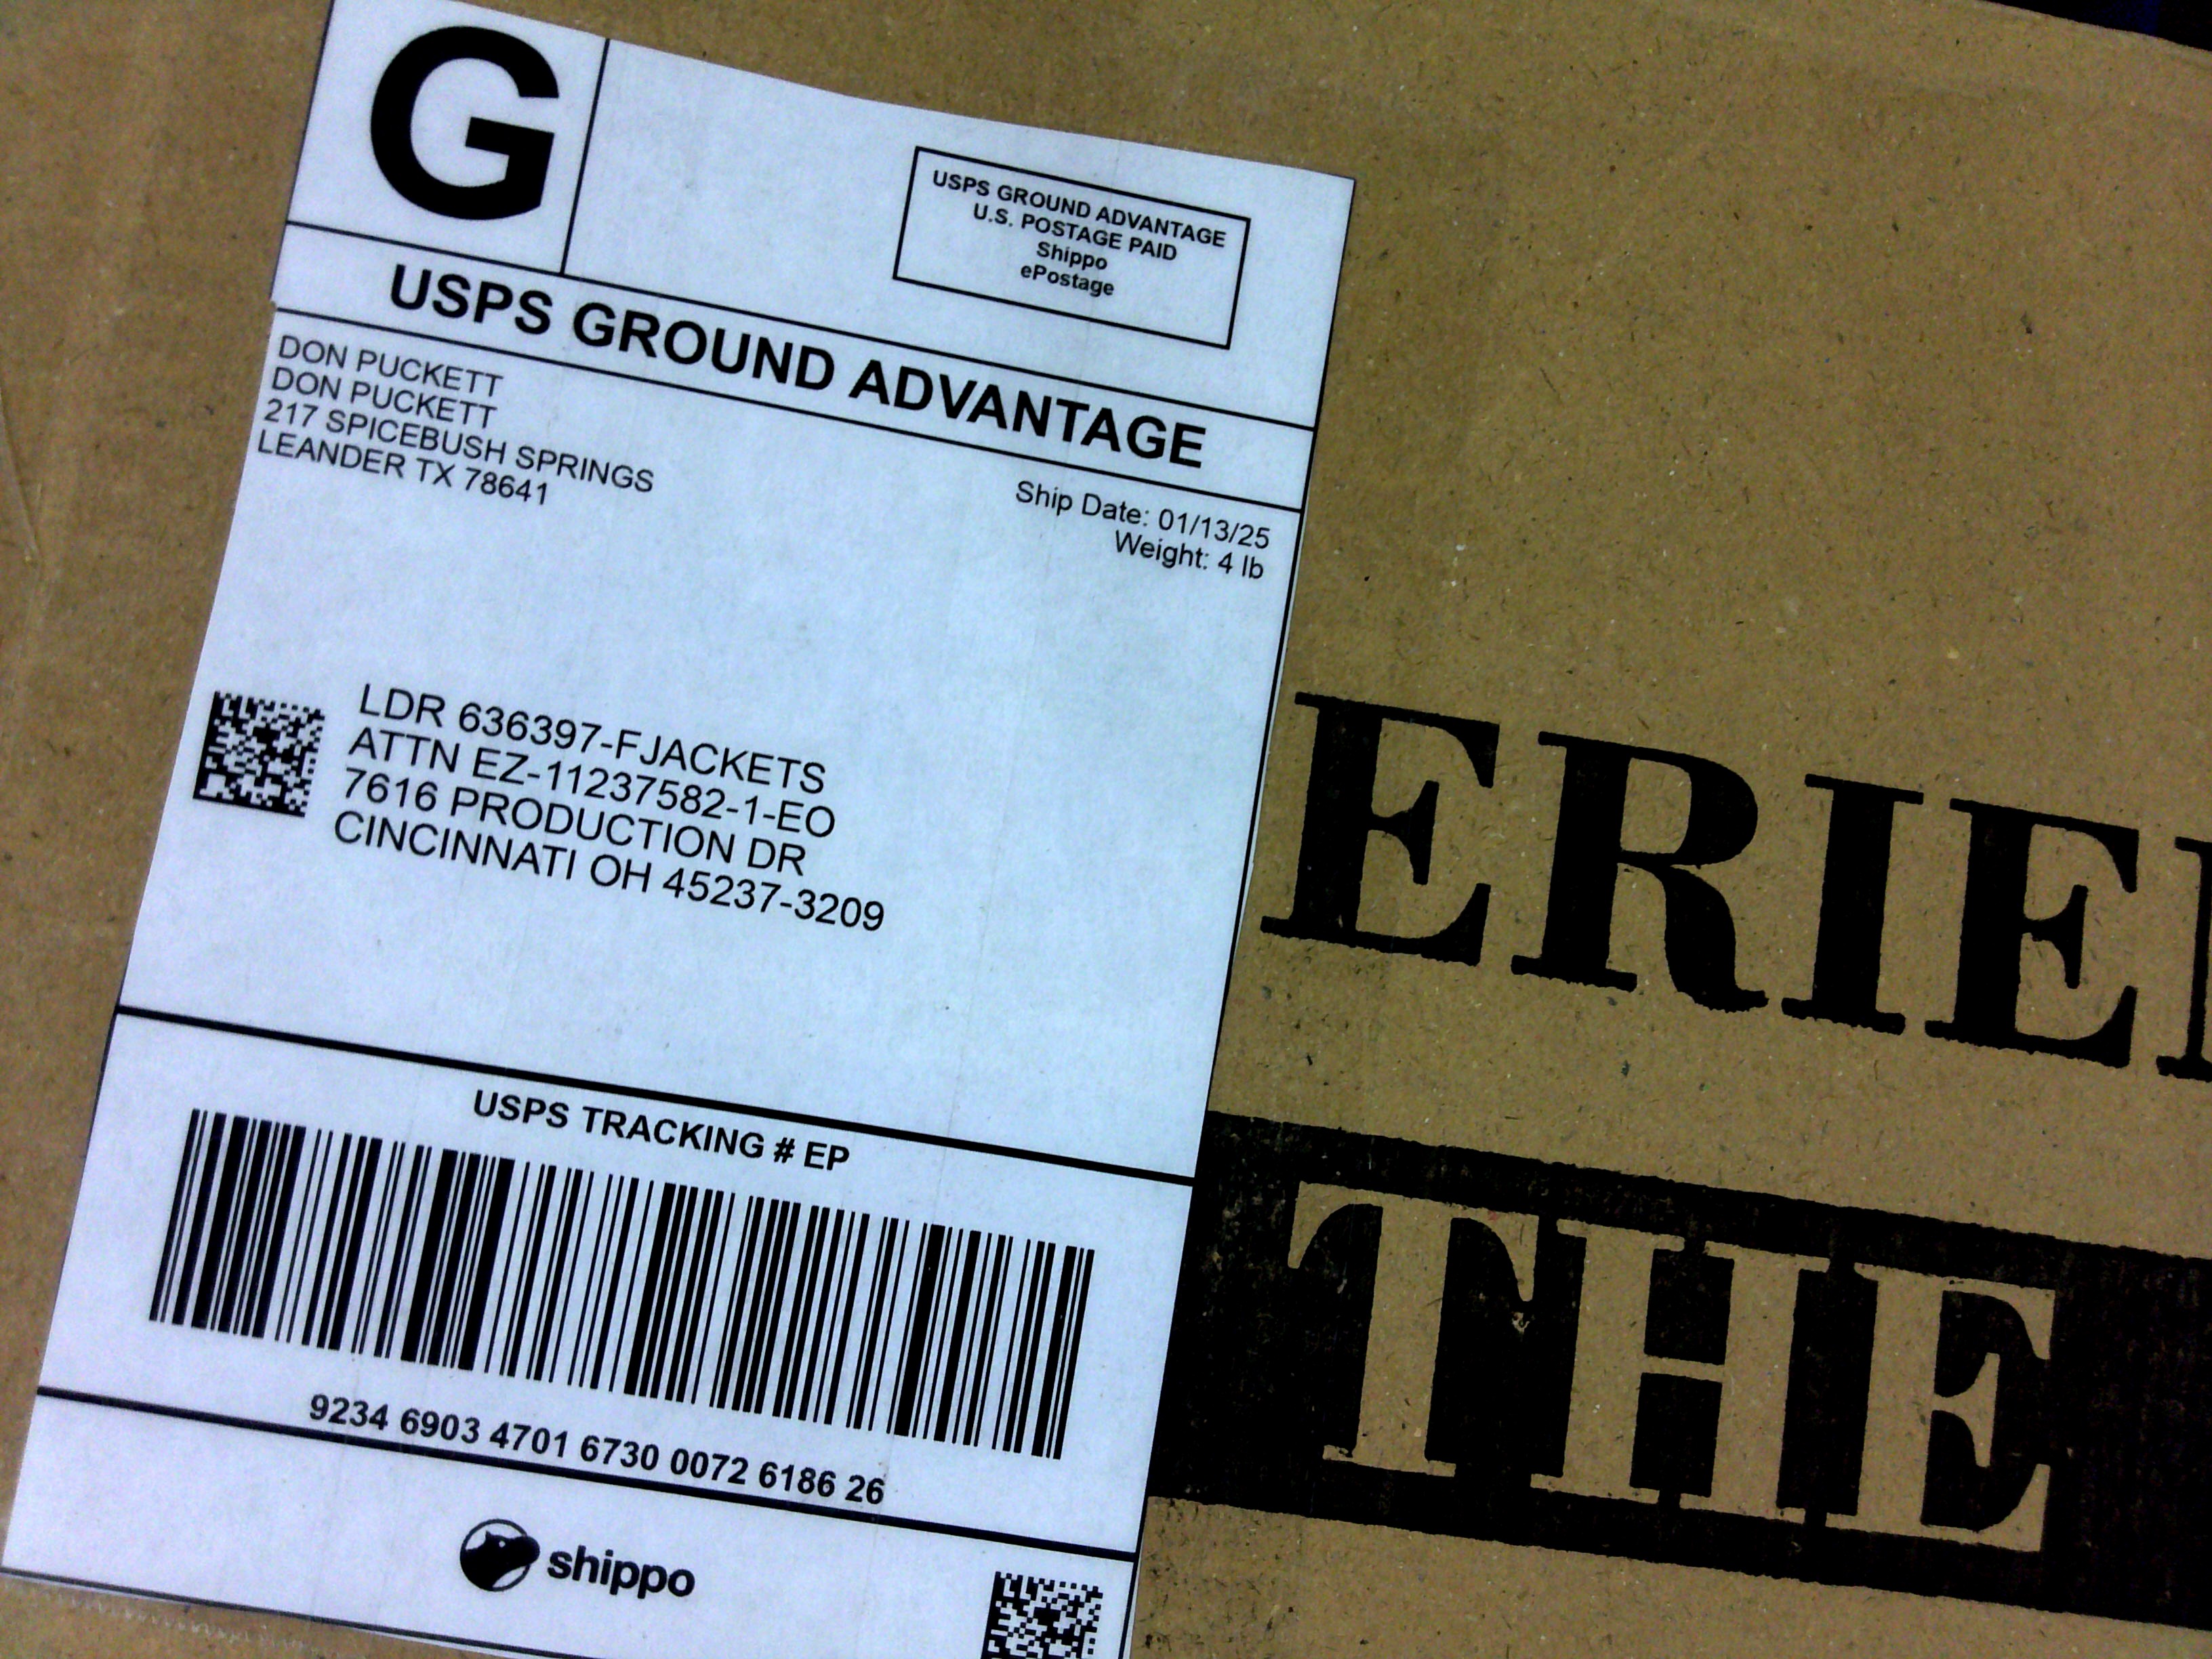 G
USPS GROUND ADVANTAGE
U.S. POSTAGE PAID
Shippo
ePostage
USPS GROUND ADVANTAGE
DON PUCKETT
DON PUCKETT
217 SPICEBUSH SPRINGS
LEANDER TX 78641
Ship Date: 01/13/25
Weight: 4 lb
LDR 636397-FJACKETS
ATTN EZ-11237582-1-EO
7616 PRODUCTION DR
CINCINNATI OH 45237-3209
USPS TRACKING # EP
9234 6903 4701 6730 0072 6186 26
shippo
ERIE
THE